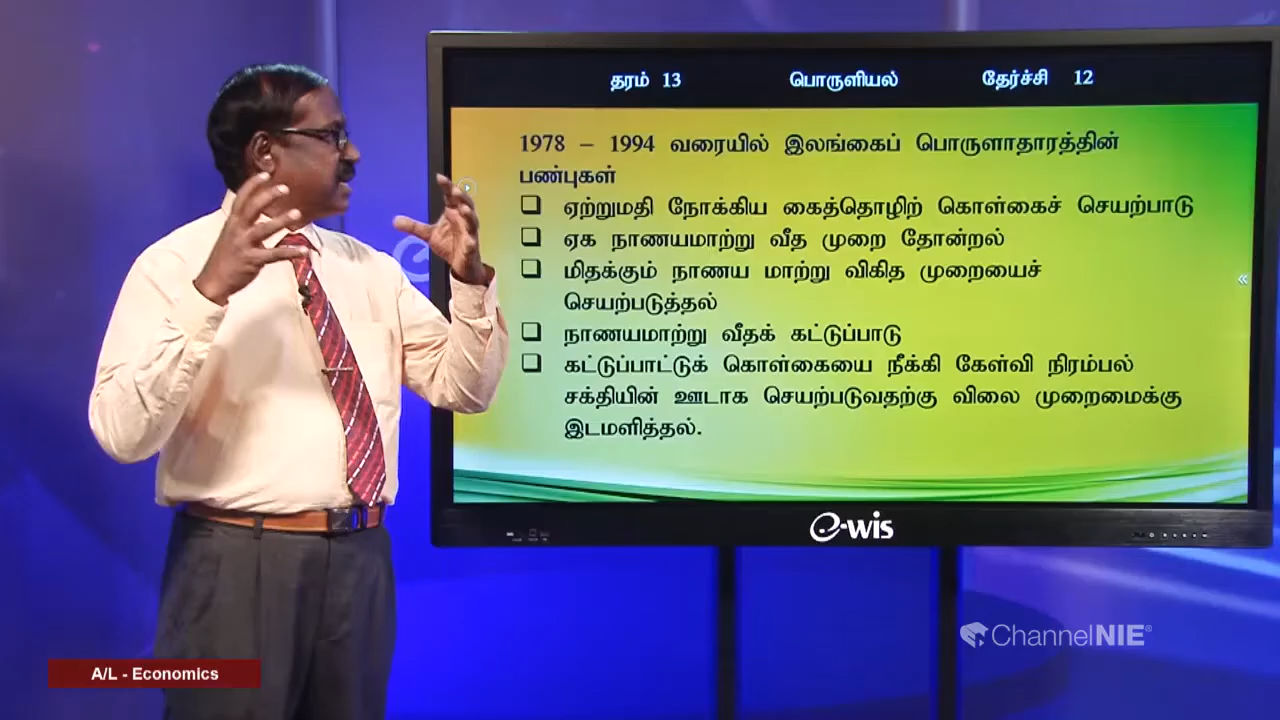 தரம் 13 பொருளியல் தேர்ச்சி 12
1978 – 1994 வரையில் இலங்கைப் பொருளாதாரத்தின்
பண்புகள்
ஏற்றுமதி நோக்கிய கைத்தொழிற் கொள்கைச் செயற்பாடு
ஏக நாணயமாற்று வீத முறை தோன்றல்
மிதக்கும் நாணய மாற்று விகித முறையைச்
செயற்படுத்தல்
நாணயமாற்று வீதக் கட்டுப்பாடு
கட்டுப்பாட்டுக் கொள்கையை நீக்கி கேள்வி நிரம்பல்
சக்தியின் ஊடாக செயற்படுவதற்கு விலை முறைமைக்கு
இடமளித்தல்.
e-wis
ChannelNIE®
A/L - Economics